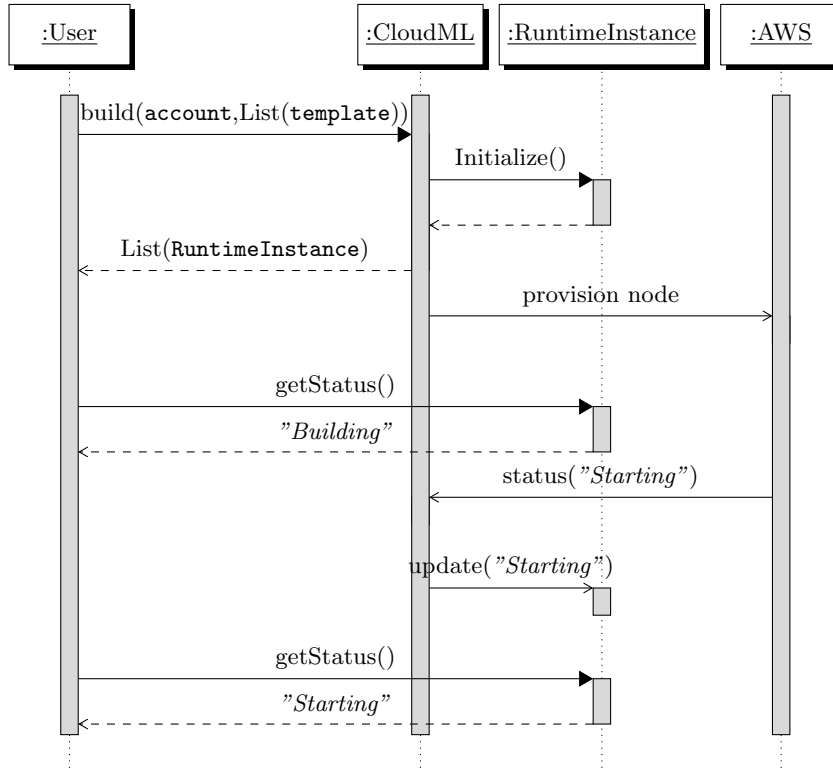 :User
:CloudML
:RuntimeInstance
:AWS
build(account,List(template))
Initialize()
List(RuntimeInstance)
provision node
getStatus()
”Building”
status(”Starting”)
update(”Starting”)
getStatus()
”Starting”